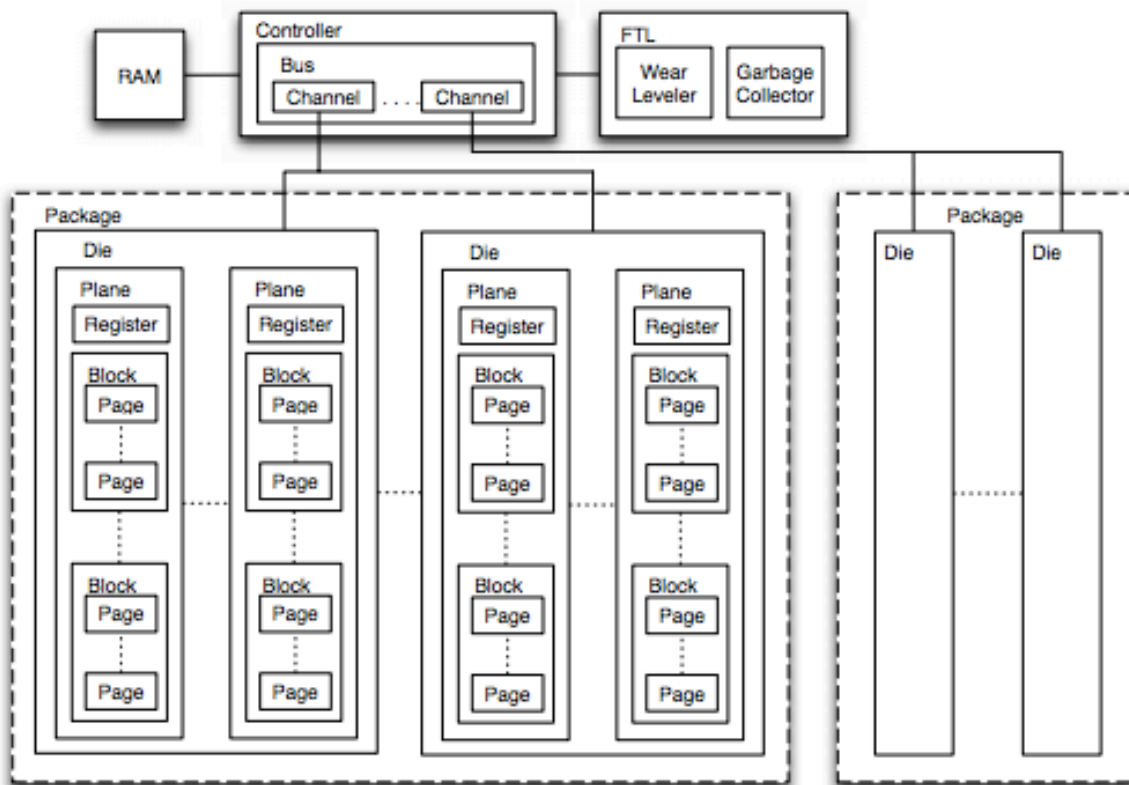 Controller
FTL
RAM
Bus
Wear
Leveler
Garbage
Collector
Channel
. . . .
Channel
Package
Package
Die
Die
Die
Die
Plane
Plane
Plane
Plane
Register
Register
Register
Register
Block
Block
Block
Block
Page
Page
Page
Page
Page
Page
Page
Page
Block
Block
Block
Block
Page
Page
Page
Page
Page
Page
Page
Page